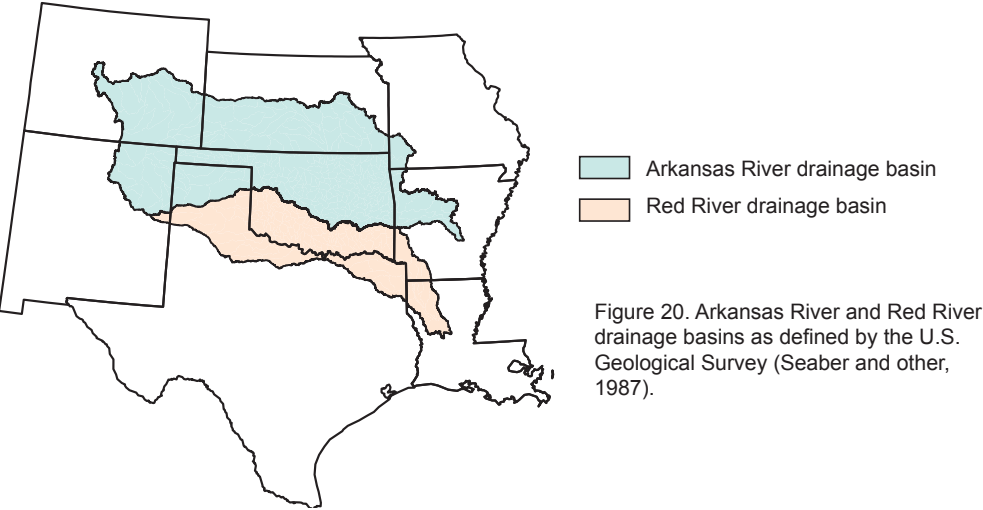 Arkansas River drainage basin
Red River drainage basin
Figure 20. Arkansas River and Red River
drainage basins as defined by the U.S.
Geological Survey (Seaber and other,
1987).